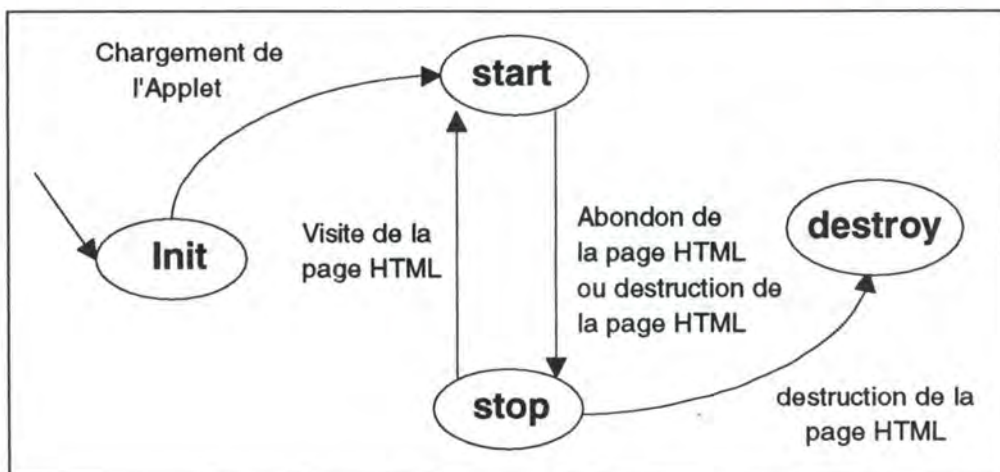 Chargement de
l'Applet
start
Init
Visite de la
page HTML
Abondon de
la page HTML
ou destruction de
la page HTML
destroy
stop
destruction de la
page HTML